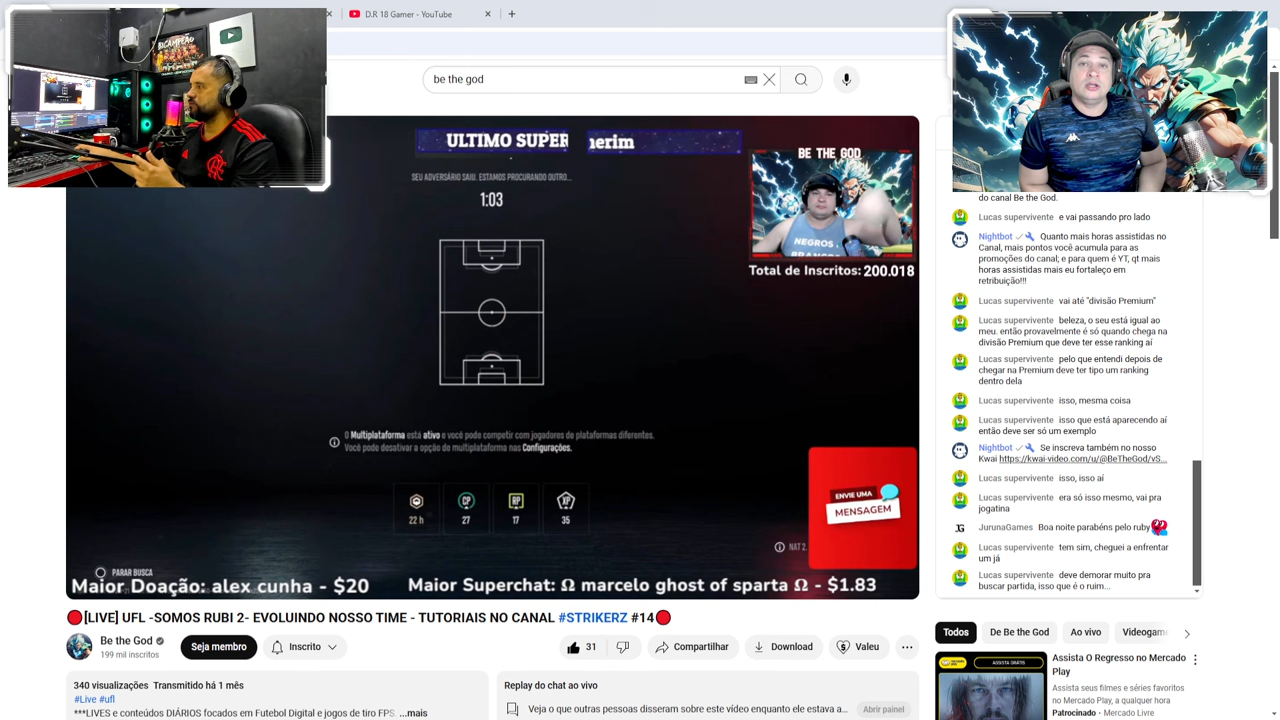 D.R 18 Gamer - YouTube
be the god
BICAMPEÃO
ULTIMO SUPER
nerim
SEU ADVERSÁRIO SAIU. ESTAMOS PROCURANDO OUTRO...
1:03
BE THE GOD
NEGROS
Total de Inscritos: 200.018
O Multiplataforma está ativo e você pode competir com jogadores de plataformas diferentes.
Você pode desativar a opção de multiplataforma nas Configurações.
22 h
CP
27
RP
17
XP
35
ENVIE UMA
MENSAGEM
NAT 2.
PARAR BUSCA
Maior Doação: alex cunha - $20
Maior Superchat: Ω marcelo ghost of sparta Ω - $1.83
🔴[LIVE] UFL -SOMOS RUBI 2- EVOLUINDO NOSSO TIME - TUTORIAIS NO CANAL #STRIKERZ #14🔴
Be the God
199 mil inscritos
Seja membro
Inscrito
31
Compartilhar
Download
Valeu
340 visualizações Transmitido há 1 mês
#Live #ufl
***LIVES e conteúdos DIÁRIOS focados em Futebol Digital e jogos de tiro FPS. ...mais
Replay do chat ao vivo
Veja o que outras pessoas disseram sobre este vídeo enquanto ele estava a...
Abrir painel
do canal Be the God.
Lucas supervivente e vai passando pro lado
Nightbot Quanto mais horas assistidas no
Canal, mais pontos você acumula para as
promoções do canal; e para quem é YT, qt mais
horas assistidas mais eu fortaleço em
retribuição!!!
Lucas supervivente vai até "divisão Premium"
Lucas supervivente beleza, o seu está igual ao
meu. então provavelmente é só quando chega na
divisão Premium que deve ter esse ranking aí
Lucas supervivente pelo que entendi depois de
chegar na Premium deve ter tipo um ranking
dentro dela
Lucas supervivente isso, mesma coisa
Lucas supervivente isso que está aparecendo aí
então deve ser só um exemplo
Nightbot Se inscreva também no nosso
Kwai https://kwai-video.com/u/@BeTheGod/vS...
Lucas supervivente isso, isso aí
Lucas supervivente era só isso mesmo, vai pra
jogatina
JG JurunaGames Boa noite parabéns pelo ruby
Lucas supervivente tem sim, cheguei a enfrentar
um já
Lucas supervivente deve demorar muito pra
buscar partida, isso que é o ruim...
Todos
De Be the God
Ao vivo
Videogam
ASSISTA GRÁTIS
Assista O Regresso no Mercado
Play
Assista seus filmes e séries favoritos
no Mercado Play, a qualquer hora
Patrocinado · Mercado Livre